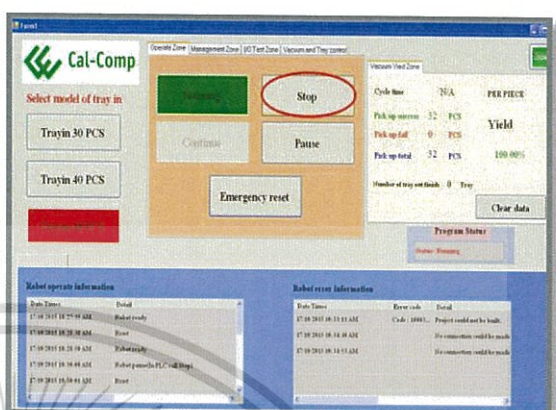 Form1
Cal-Comp
Select model of tray in
Trayin 30 PCS
Trayin 40 PCS
Operate Zone Management Zone I/O Test Zone Vacuum and Tray control
Stop
Continue
Pause
Emergency reset
Vacuum Yield Zone
Cycle time N/A PER PIECE
Pick up success 32 PCS
Yield
Pick up fail 0 PCS
Pick up total 32 PCS 100.00%
Number of tray out finish 0 Tray
Clear data
Program Status
Status: Running
Robot operate information
Date Times Detail
Robot ready
Reset
Robot ready
Reset
Robot error information
Date Times Error code Detail
Project could not be built.
No connection could be made
No connection could be made